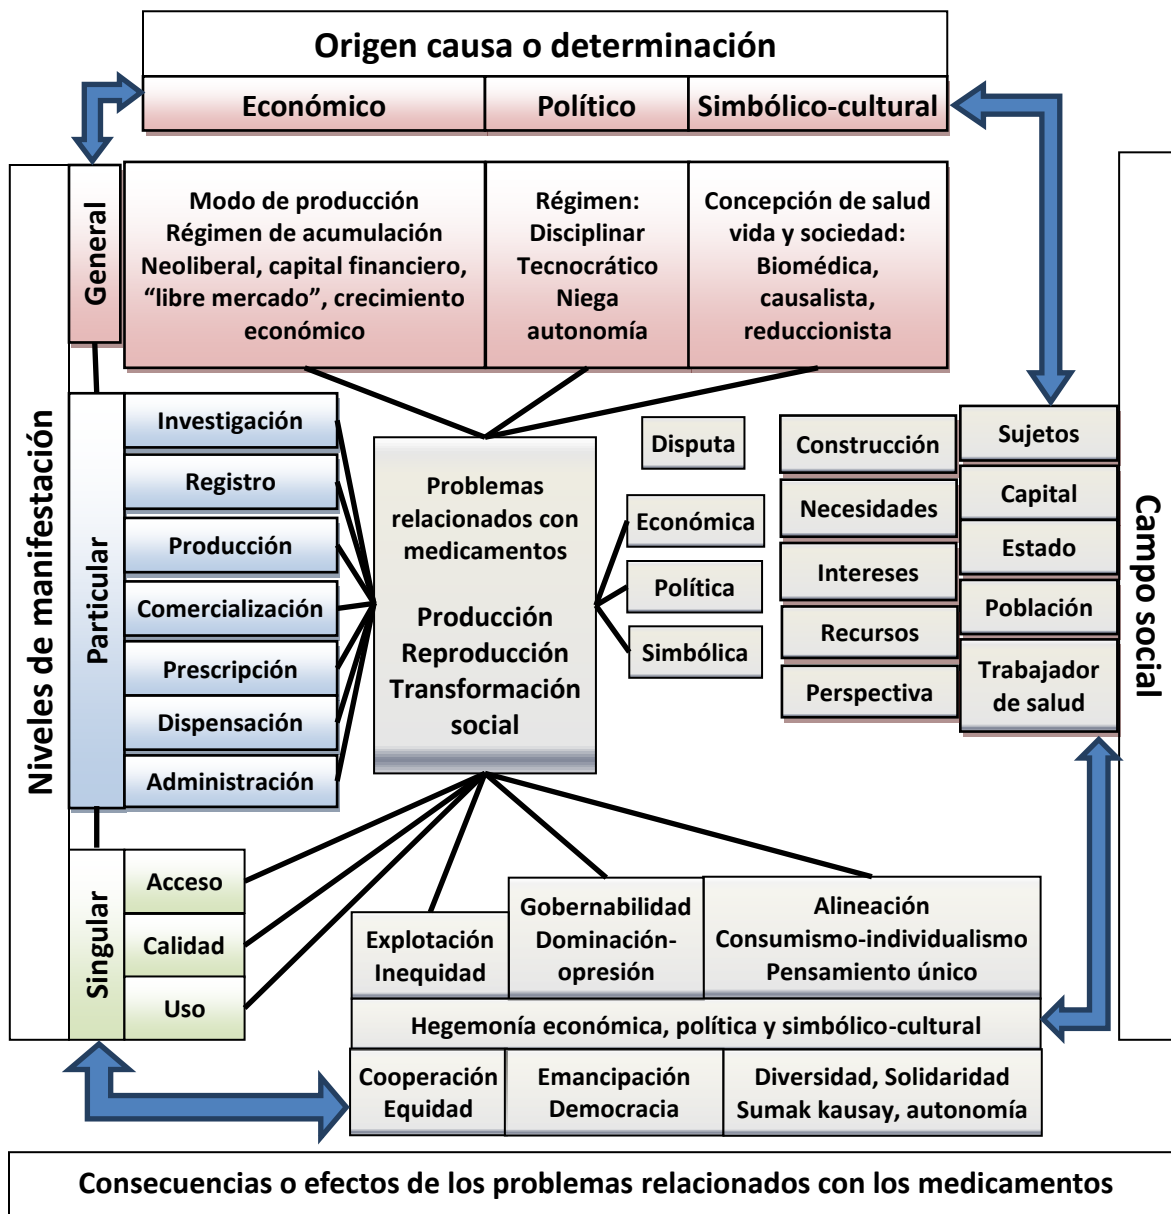 Origen causa o determinación
Económico
Político
Simbólico-cultural
Niveles de manifestación
General
Modo de producción
Régimen de acumulación
Neoliberal, capital financiero,
“libre mercado”, crecimiento
económico
Régimen:
Disciplinar
Tecnocrático
Niega
autonomía
Concepción de salud
vida y sociedad:
Biomédica,
causalista,
reduccionista
Particular
Investigación
Registro
Producción
Comercialización
Prescripción
Dispensación
Administración
Problemas
relacionados con
medicamentos
Producción
Reproducción
Transformación
social
Disputa
Económica
Política
Simbólica
Construcción
Necesidades
Intereses
Recursos
Perspectiva
Sujetos
Capital
Estado
Población
Trabajador
de salud
Campo social
Singular
Acceso
Calidad
Uso
Explotación
Inequidad
Gobernabilidad
Dominación-
opresión
Alineación
Consumismo-individualismo
Pensamiento único
Hegemonía económica, política y simbólico-cultural
Cooperación
Equidad
Emancipación
Democracia
Diversidad, Solidaridad
Sumak kausay, autonomía
Consecuencias o efectos de los problemas relacionados con los medicamentos